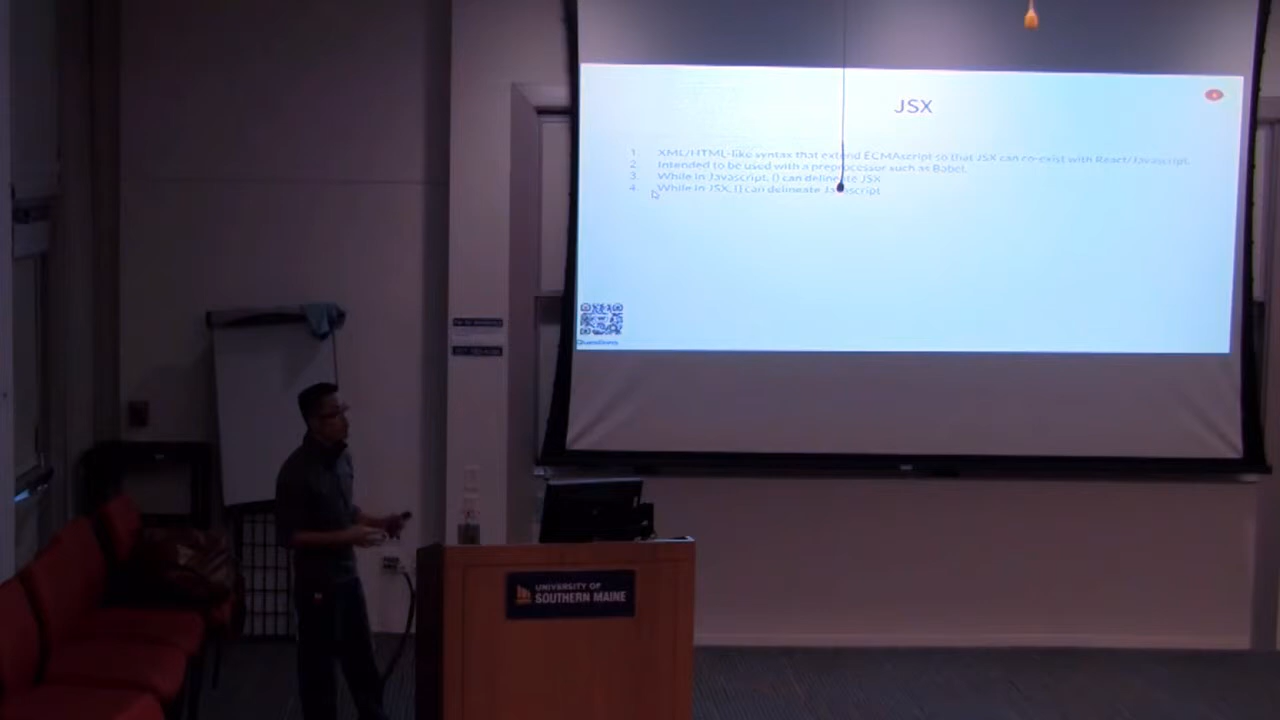 JSX
1. XML/HTML-like syntax that extend ECMAscript so that JSX can co-exist with React/Javascript.
2. Intended to be used with a preprocessor such as Babel.
3. While in Javascript, () can delineate JSX
4. While in JSX, {} can delineate Javascript
Questions
UNIVERSITY OF
SOUTHERN MAINE